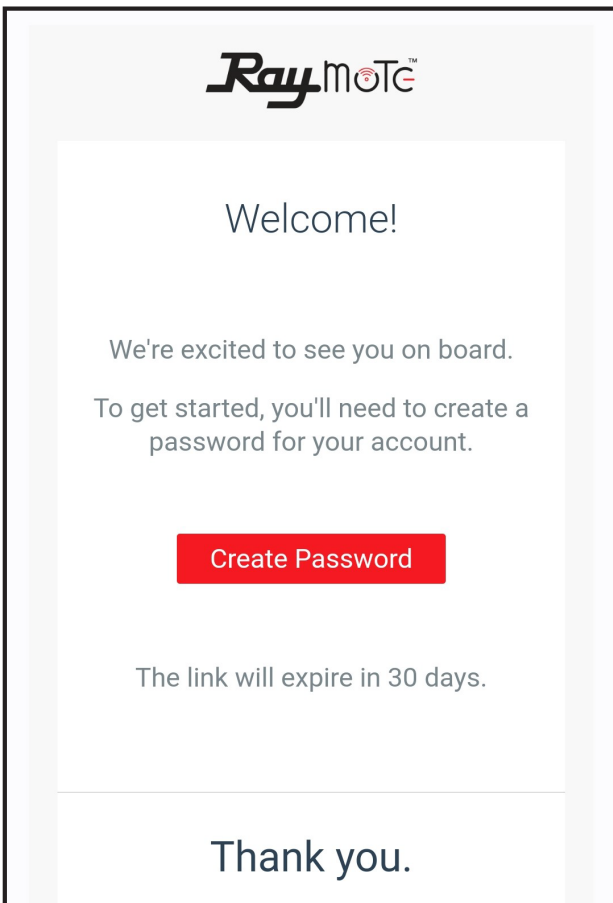 RaymoTe™
Welcome!
We're excited to see you on board.
To get started, you'll need to create a
password for your account.
Create Password
The link will expire in 30 days.
Thank you.